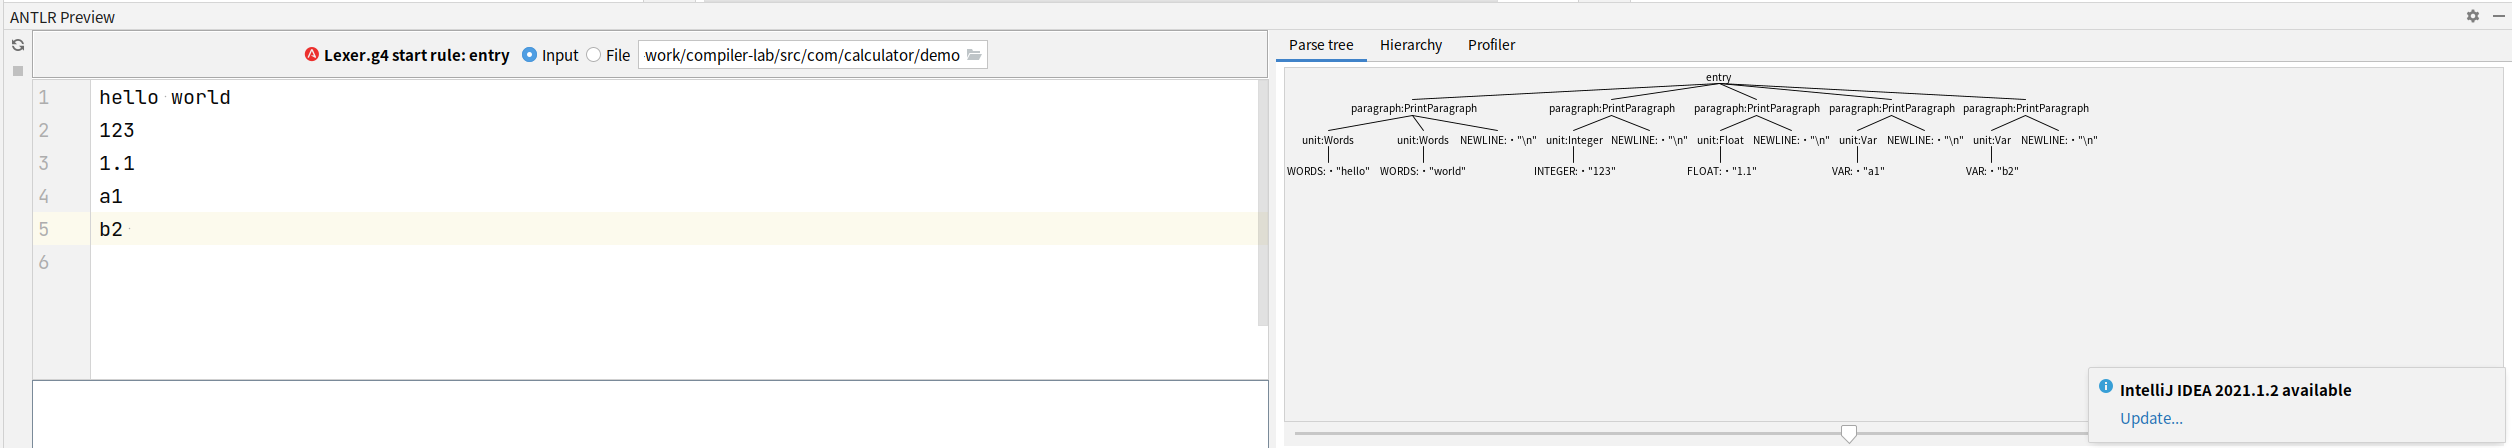 ANTLR Preview
Lexer.g4 start rule: entry Input File work/compiler-lab/src/com/calculator/demo
1 hello world
2 123
3 1.1
4 a1
5 b2
6
Parse tree Hierarchy Profiler
entry
paragraph:PrintParagraph paragraph:PrintParagraph paragraph:PrintParagraph paragraph:PrintParagraph paragraph:PrintParagraph
unit:Words unit:Words NEWLINE:·"\n" unit:Integer NEWLINE:·"\n" unit:Float NEWLINE:·"\n" unit:Var NEWLINE:·"\n" unit:Var NEWLINE:·"\n"
WORDS:·"hello" WORDS:·"world" INTEGER:·"123" FLOAT:·"1.1" VAR:·"a1" VAR:·"b2"
IntelliJ IDEA 2021.1.2 available
Update...